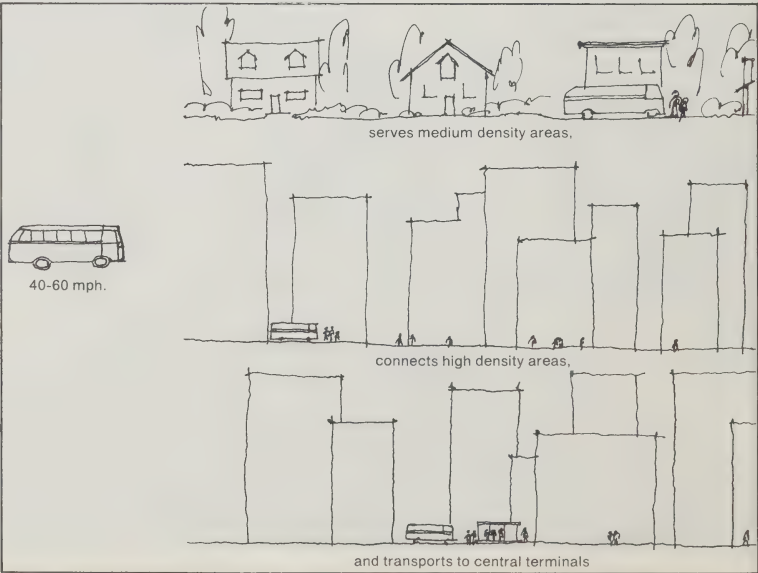 serves medium density areas,
40-60 mph.
connects high density areas,
and transports to central terminals